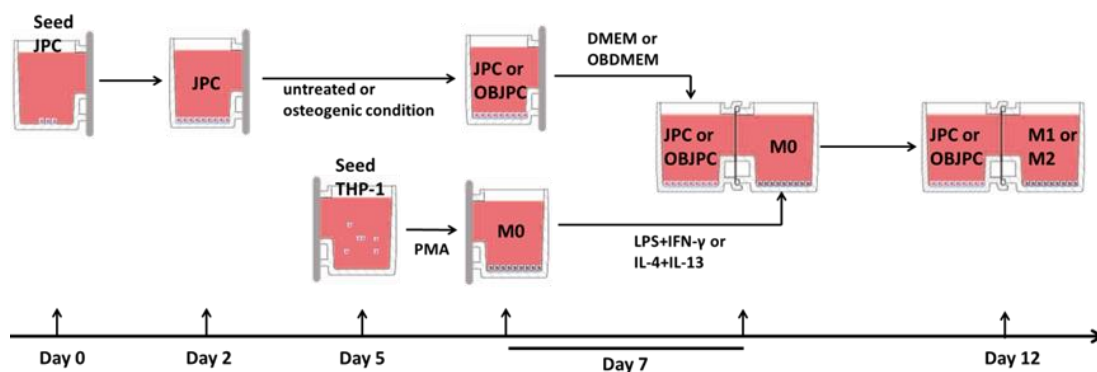 Seed
JPC
JPC
untreated or
osteogenic condition
JPC or
OBJPC
DMEM or
OBDMEM
JPC or
OBJPC
M0
JPC or
OBJPC
M1 or
M2
Seed
THP-1
PMA
M0
LPS+IFN-γ or
IL-4+IL-13
Day 0
Day 2
Day 5
Day 7
Day 12